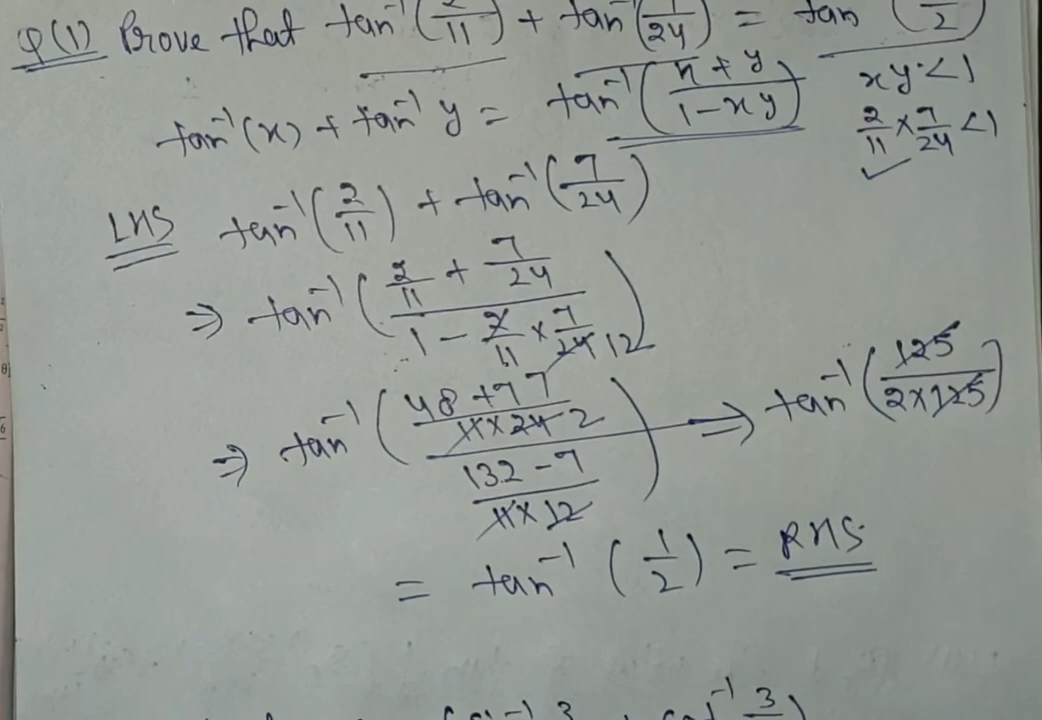 Q(1) Prove that tan⁻¹(2/11) + tan⁻¹(7/24) = tan⁻¹(1/2)
tan⁻¹(x) + tan⁻¹ y = tan⁻¹((x+y)/(1-xy)) xy<1
2/11 × 7/24 <1 ✓
LHS tan⁻¹(2/11) + tan⁻¹(7/24)
⇒ tan⁻¹((2/11 + 7/24)/(1 - 2/11 × 7/24 12))
⇒ tan⁻¹(((48+77)/(11×24 2))/((132-7)/(11×12))) ⇒ tan⁻¹(125/(2×125))
= tan⁻¹(1/2) = RHS